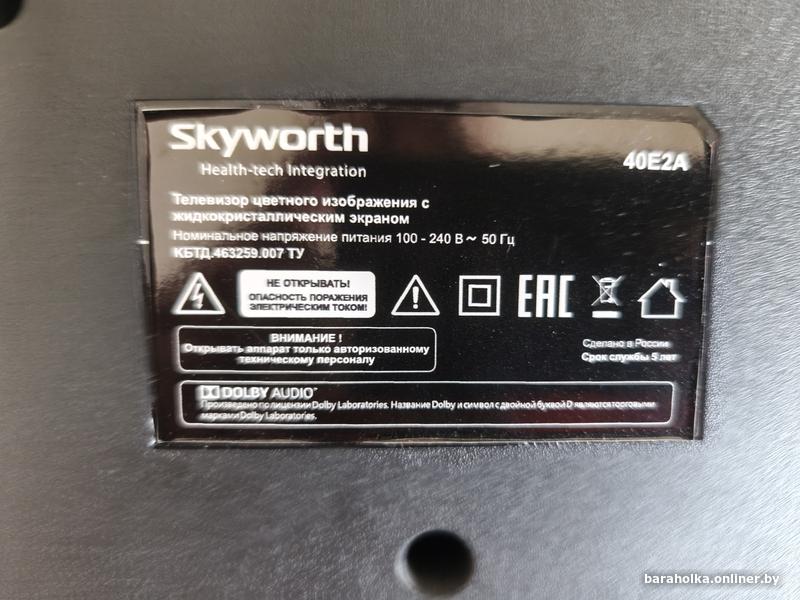 Skyworth
Health-tech Integration
40E2A
Телевизор цветного изображения с
жидкокристаллическим экраном
Номинальное напряжение питания 100 - 240 В ~ 50 Гц
КБТД.463259.007 ТУ
НЕ ОТКРЫВАТЬ!
ОПАСНОСТЬ ПОРАЖЕНИЯ
ЭЛЕКТРИЧЕСКИМ ТОКОМ!
EAC
ВНИМАНИЕ !
Открывать аппарат только авторизованному
техническому персоналу
Сделано в России
Срок службы 5 лет
DOLBY AUDIO™
Произведено по лицензии Dolby Laboratories. Название Dolby и символ с двойной буквой D являются торговыми
марками Dolby Laboratories.
baraholka.onliner.by